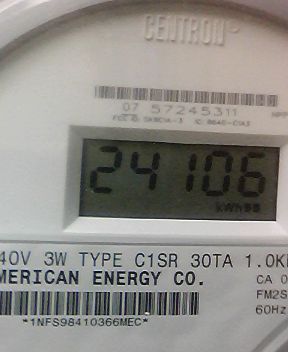 CENTRON
07 57245311
24106
kWh
40V 3W TYPE C1SR 30TA 1.0K
MERICAN ENERGY CO.
CA 0
FM2S
60Hz
*1NFS98410366MEC*